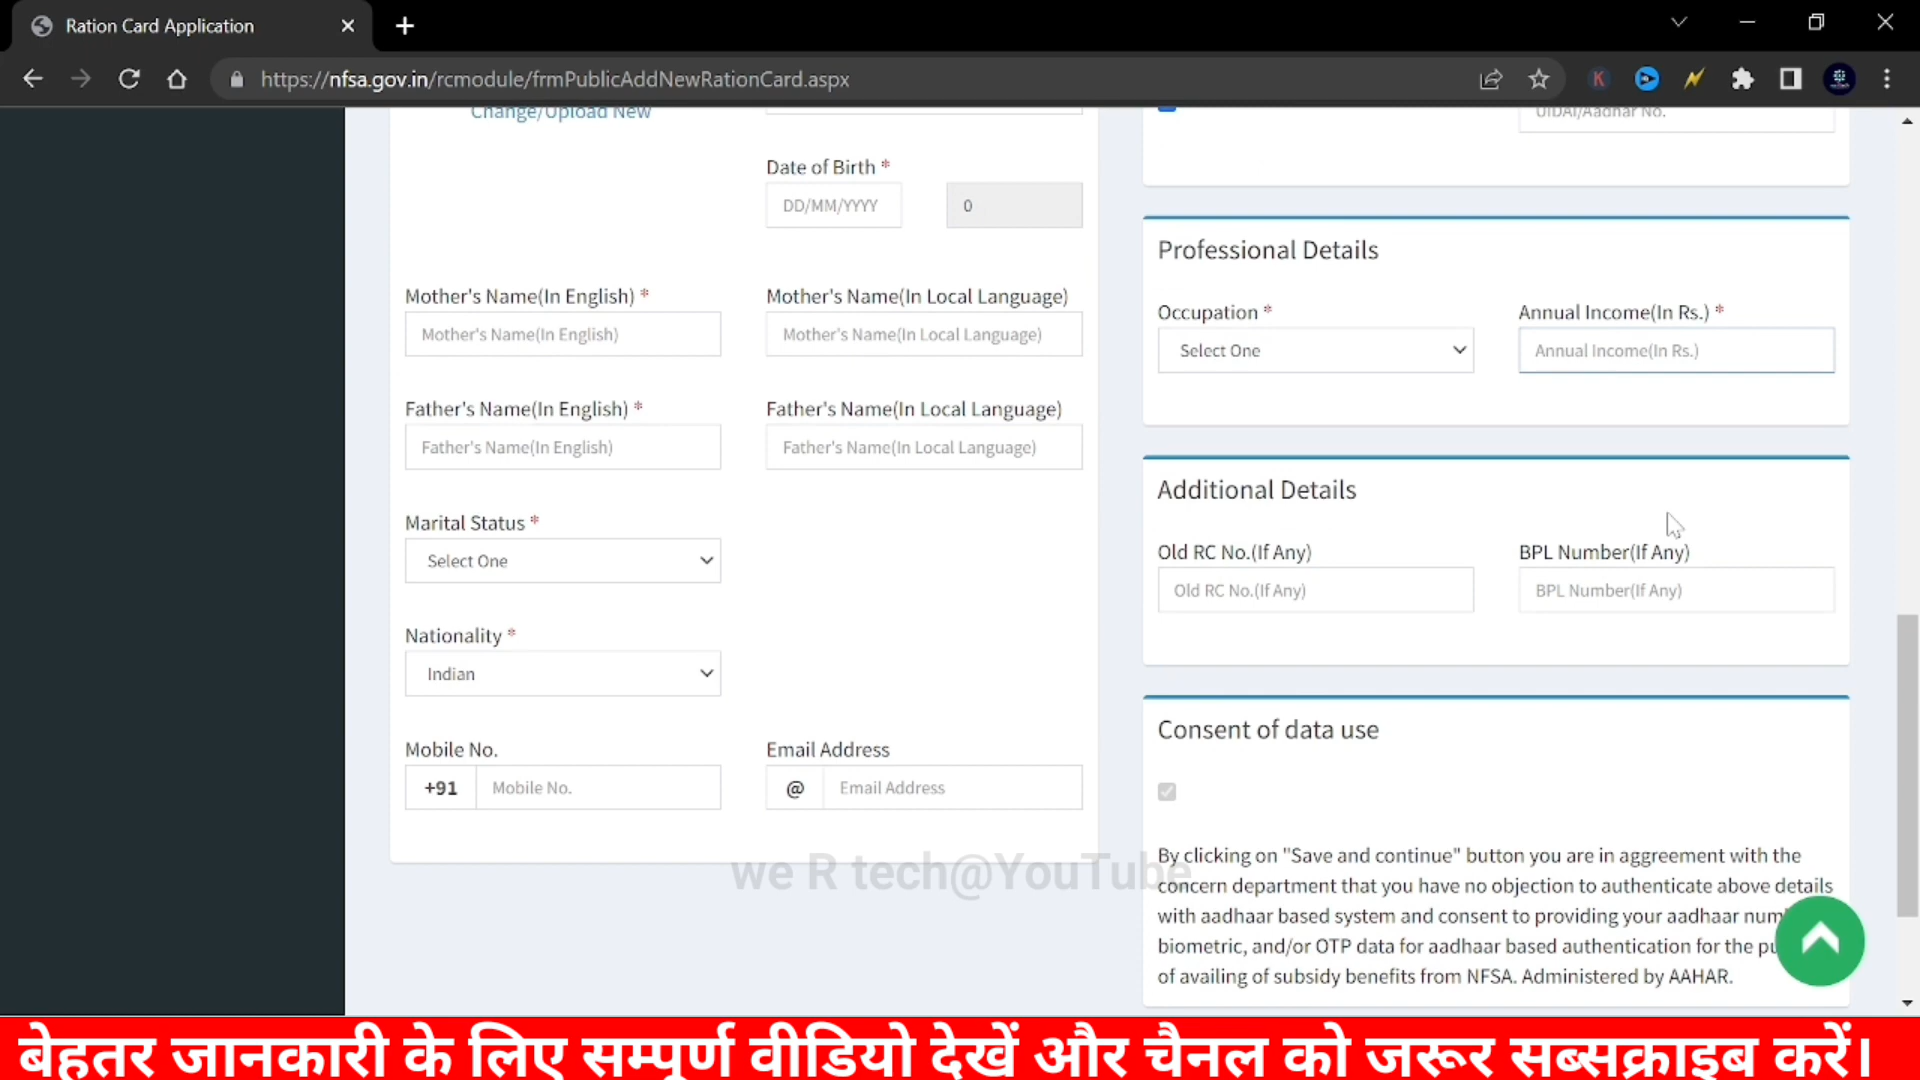 Ration Card Application
https://nfsa.gov.in/rcmodule/frmPublicAddNewRationCard.aspx
K
Change/Upload New
Date of Birth *
DD/MM/YYYY
0
Mother's Name(In English) *
Mother's Name(In Local Language)
Mother's Name(In English)
Mother's Name(In Local Language)
Father's Name(In English) *
Father's Name(In Local Language)
Father's Name(In English)
Father's Name(In Local Language)
Marital Status *
Select One
Nationality *
Indian
Mobile No.
Email Address
+91
Mobile No.
@
Email Address
UIDAI/Aadhar No.
Professional Details
Occupation *
Annual Income(In Rs.) *
Select One
Annual Income(In Rs.)
Additional Details
Old RC No.(If Any)
BPL Number(If Any)
Old RC No.(If Any)
BPL Number(If Any)
Consent of data use
By clicking on "Save and continue" button you are in aggreement with the
concern department that you have no objection to authenticate above details
with aadhaar based system and consent to providing your aadhaar num
biometric, and/or OTP data for aadhaar based authentication for the pu
of availing of subsidy benefits from NFSA. Administered by AAHAR.
we R tech@YouTube
बेहतर जानकारी के लिए सम्पूर्ण वीडियो देखें और चैनल को जरूर सब्सक्राइब करें।